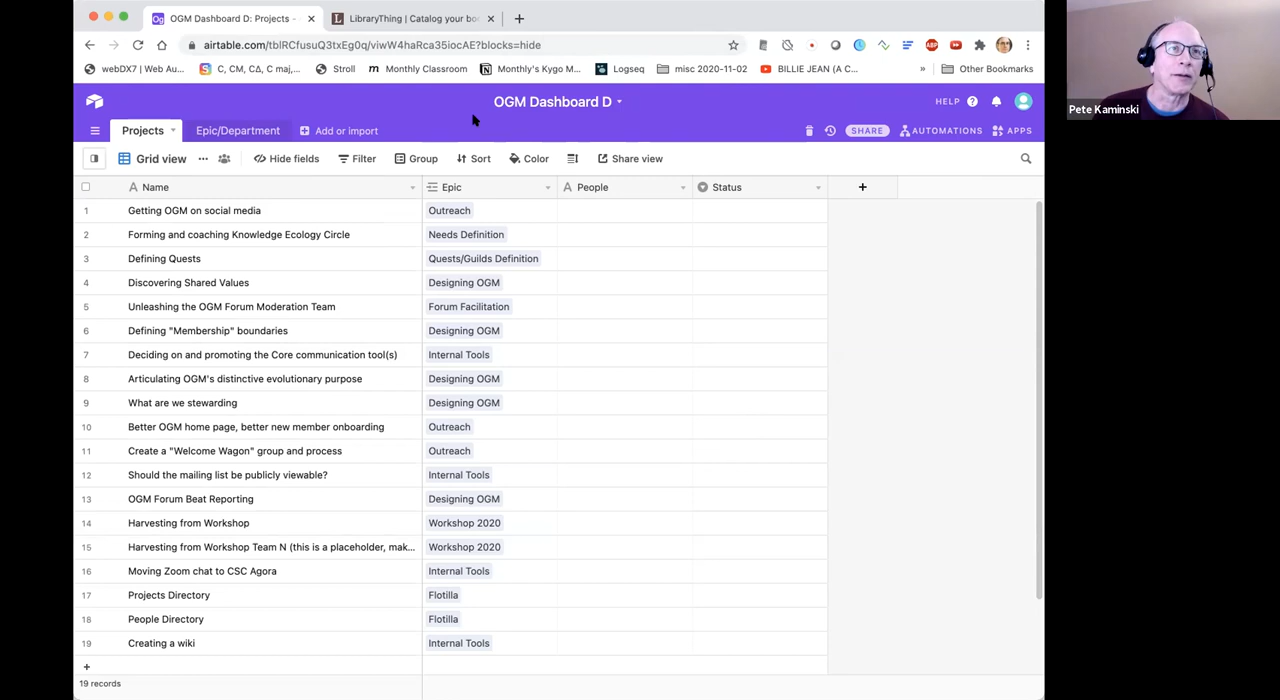 Og OGM Dashboard D: Projects -
L LibraryThing | Catalog your bo
airtable.com/tblRCfusuQ3txEg0q/viwW4haRca35iocAE?blocks=hide
ABP
webDX7 | Web Au... C, CM, CΔ, C maj,... Stroll Monthly Classroom Monthly's Kygo M... Logseq misc 2020-11-02 BILLIE JEAN (A C... » Other Bookmarks
OGM Dashboard D
HELP
Projects Epic/Department Add or import
SHARE AUTOMATIONS APPS
Grid view ... Hide fields Filter Group Sort Color Share view
Name Epic People Status
1 Getting OGM on social media Outreach
2 Forming and coaching Knowledge Ecology Circle Needs Definition
3 Defining Quests Quests/Guilds Definition
4 Discovering Shared Values Designing OGM
5 Unleashing the OGM Forum Moderation Team Forum Facilitation
6 Defining "Membership" boundaries Designing OGM
7 Deciding on and promoting the Core communication tool(s) Internal Tools
8 Articulating OGM's distinctive evolutionary purpose Designing OGM
9 What are we stewarding Designing OGM
10 Better OGM home page, better new member onboarding Outreach
11 Create a "Welcome Wagon" group and process Outreach
12 Should the mailing list be publicly viewable? Internal Tools
13 OGM Forum Beat Reporting Designing OGM
14 Harvesting from Workshop Workshop 2020
15 Harvesting from Workshop Team N (this is a placeholder, mak... Workshop 2020
16 Moving Zoom chat to CSC Agora Internal Tools
17 Projects Directory Flotilla
18 People Directory Flotilla
19 Creating a wiki Internal Tools
19 records
Pete Kaminski